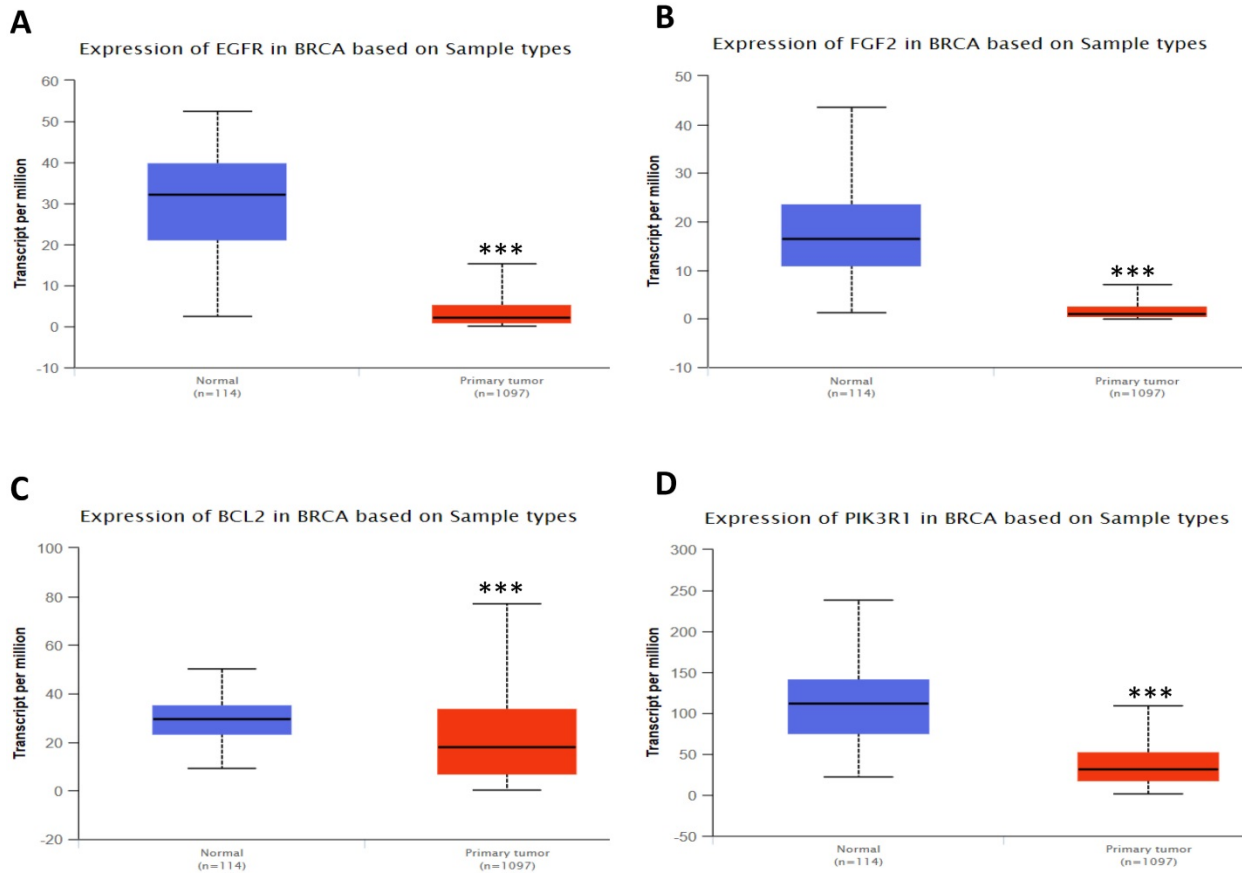 A
Expression of EGFR in BRCA based on Sample types
Transcript per million
60
50
40
30
20
10
0
-10
Normal
(n=114)
***
Primary tumor
(n=1097)
B
Expression of FGF2 in BRCA based on Sample types
Transcript per million
50
40
30
20
10
0
-10
Normal
(n=114)
***
Primary tumor
(n=1097)
C
Expression of BCL2 in BRCA based on Sample types
Transcript per million
100
80
60
40
20
0
-20
Normal
(n=114)
***
Primary tumor
(n=1097)
D
Expression of PIK3R1 in BRCA based on Sample types
Transcript per million
300
250
200
150
100
50
0
-50
Normal
(n=114)
***
Primary tumor
(n=1097)